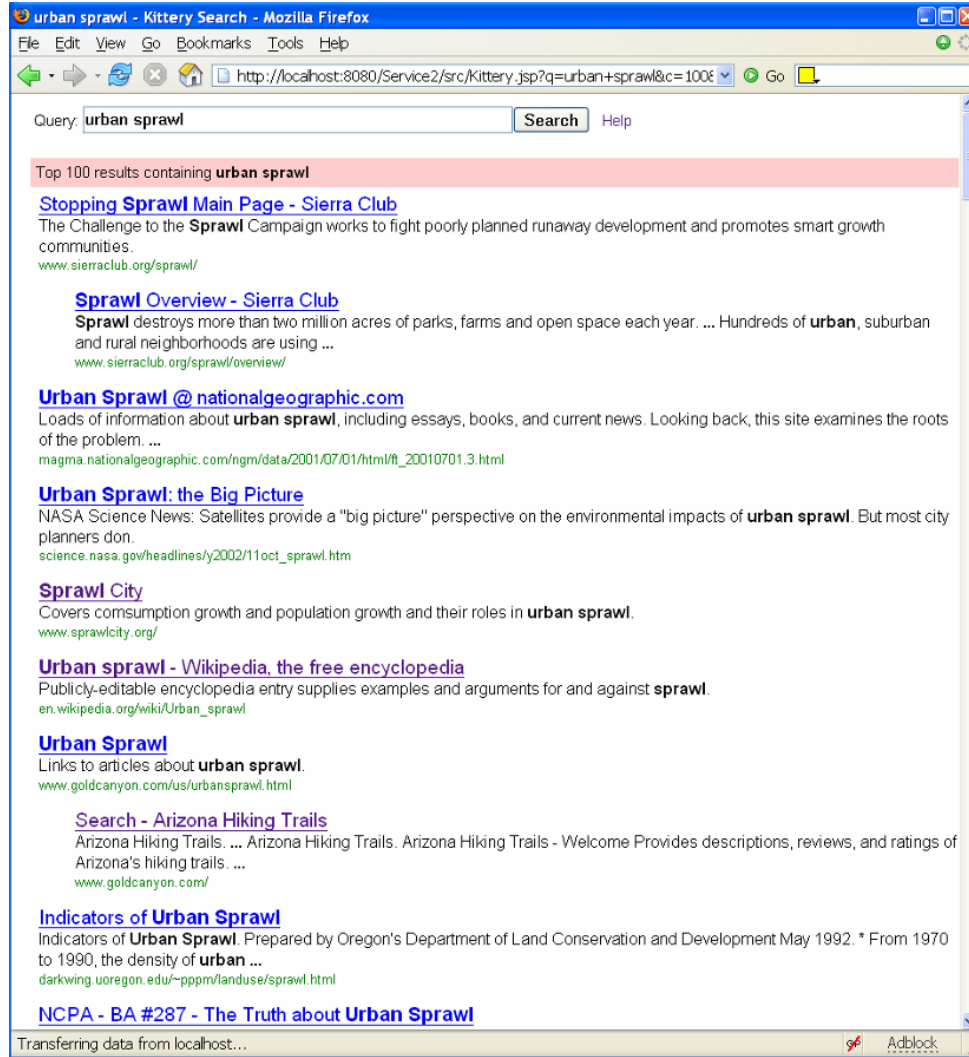 urban sprawl - Kittery Search - Mozilla Firefox
File Edit View Go Bookmarks Tools Help
http://localhost:8080/Service2/src/Kittery.jsp?q=urban+sprawl&c=100& Go
Query: urban sprawl Search Help
Top 100 results containing urban sprawl
Stopping Sprawl Main Page - Sierra Club
The Challenge to the Sprawl Campaign works to fight poorly planned runaway development and promotes smart growth
communities.
www.sierraclub.org/sprawl/
Sprawl Overview - Sierra Club
Sprawl destroys more than two million acres of parks, farms and open space each year. ... Hundreds of urban, suburban
and rural neighborhoods are using ...
www.sierraclub.org/sprawl/overview/
Urban Sprawl @ nationalgeographic.com
Loads of information about urban sprawl, including essays, books, and current news. Looking back, this site examines the roots
of the problem. ...
magma.nationalgeographic.com/ngm/data/2001/07/01/html/ft_20010701.3.html
Urban Sprawl: the Big Picture
NASA Science News: Satellites provide a "big picture" perspective on the environmental impacts of urban sprawl. But most city
planners don.
science.nasa.gov/headlines/y2002/11oct_sprawl.htm
Sprawl City
Covers comsumption growth and population growth and their roles in urban sprawl.
www.sprawlcity.org/
Urban sprawl - Wikipedia, the free encyclopedia
Publicly-editable encyclopedia entry supplies examples and arguments for and against sprawl.
en.wikipedia.org/wiki/Urban_sprawl
Urban Sprawl
Links to articles about urban sprawl.
www.goldcanyon.com/us/urbansprawl.html
Search - Arizona Hiking Trails
Arizona Hiking Trails. ... Arizona Hiking Trails. Arizona Hiking Trails - Welcome Provides descriptions, reviews, and ratings of
Arizona's hiking trails. ...
www.goldcanyon.com/
Indicators of Urban Sprawl
Indicators of Urban Sprawl. Prepared by Oregon's Department of Land Conservation and Development May 1992. * From 1970
to 1990, the density of urban ...
darkwing.uoregon.edu/~pppm/landuse/sprawl.html
NCPA - BA #287 - The Truth about Urban Sprawl
Transferring data from localhost... Adblock